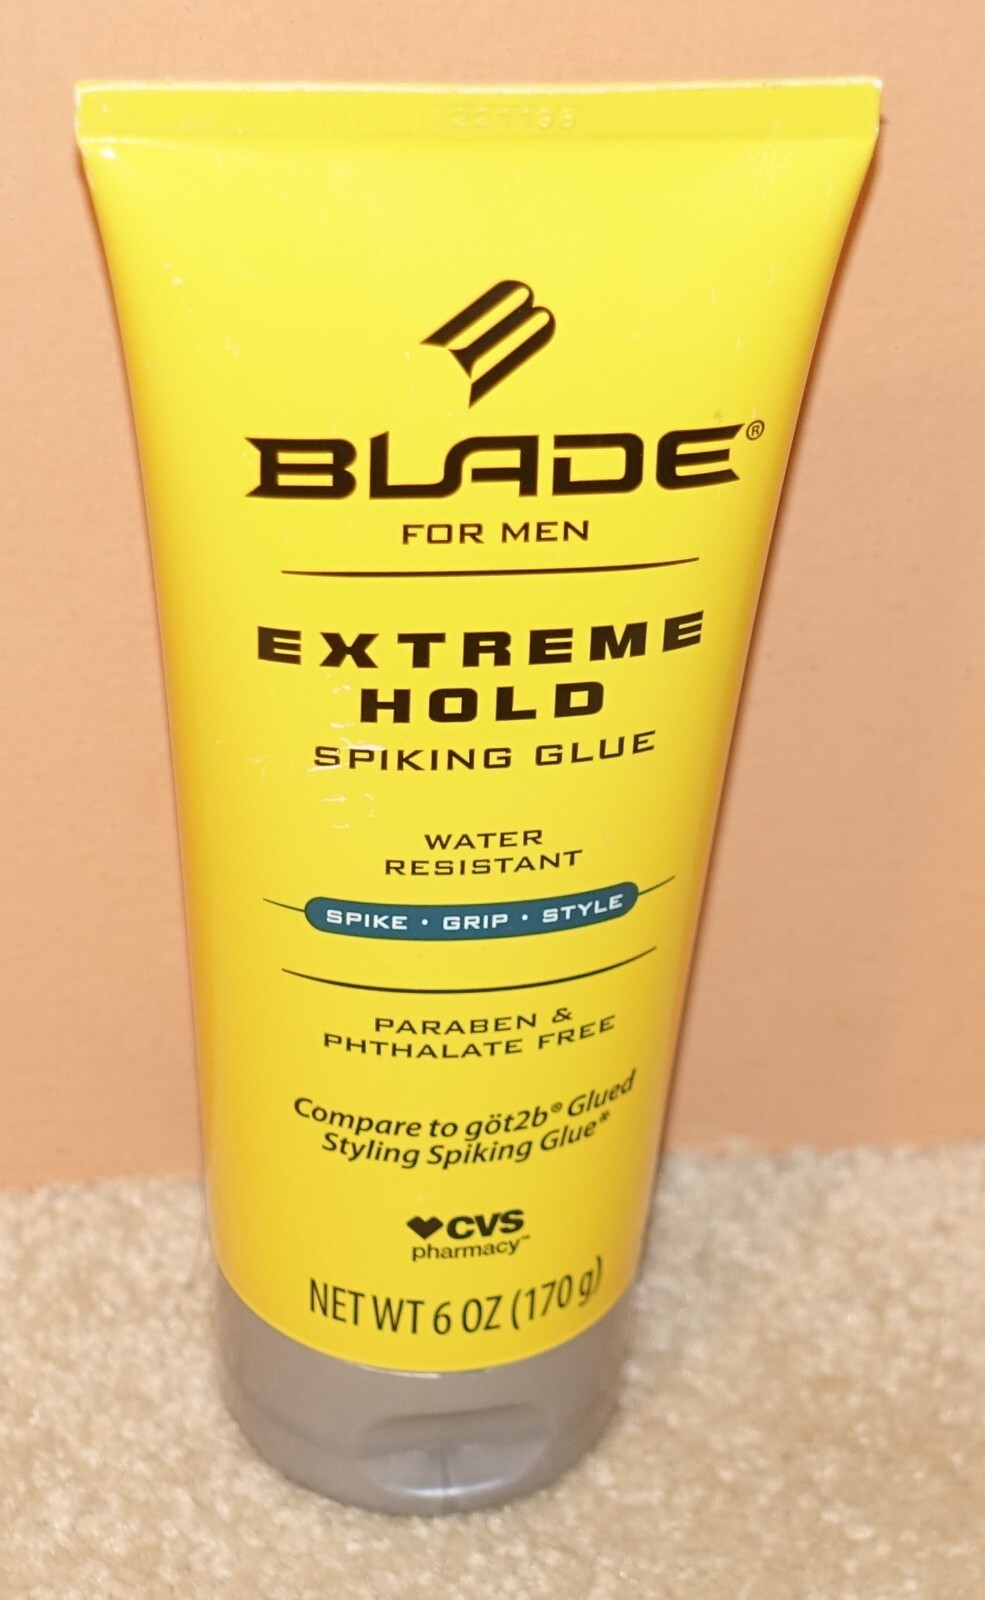 BLADE®
FOR MEN
EXTREME
HOLD
SPIKING GLUE
WATER
RESISTANT
SPIKE • GRIP • STYLE
PARABEN &
PHTHALATE FREE
Compare to göt2b® Glued
Styling Spiking Glue*
CVS
pharmacy™
NET WT 6 OZ (170 g)